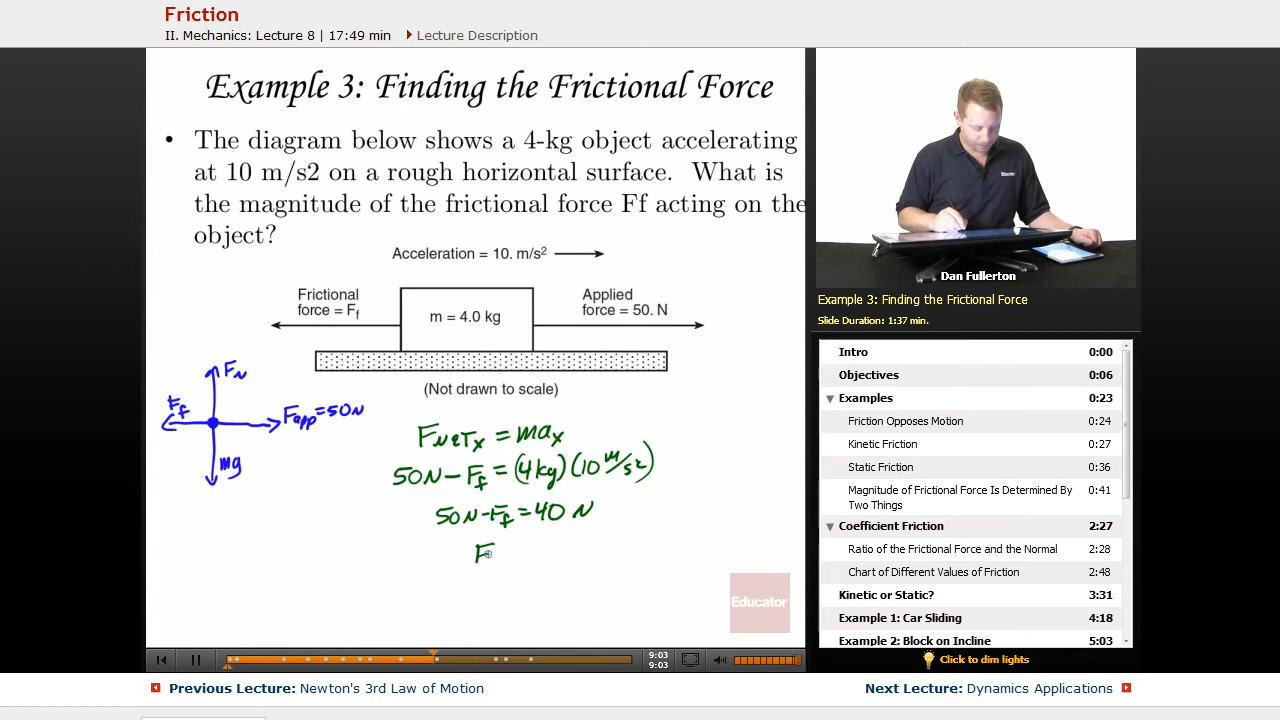 Friction
II. Mechanics: Lecture 8 | 17:49 min
Lecture Description
Example 3: Finding the Frictional Force
• The diagram below shows a 4-kg object accelerating
at 10 m/s2 on a rough horizontal surface. What is
the magnitude of the frictional force Ff acting on the
object?
Acceleration = 10. m/s²
Frictional
force = Ff
m = 4.0 kg
Applied
force = 50. N
(Not drawn to scale)
FN
Ff
Fapp=50N
mg
FNETx = max
50N - Ff = (4kg)(10 m/s²)
50N-Ff = 40 N
F
Educator
Educator
Dan Fullerton
Example 3: Finding the Frictional Force
Slide Duration: 1:37 min.
Intro 0:00
Objectives 0:06
Examples 0:23
Friction Opposes Motion 0:24
Kinetic Friction 0:27
Static Friction 0:36
Magnitude of Frictional Force Is Determined By
Two Things 0:41
Coefficient Friction 2:27
Ratio of the Frictional Force and the Normal 2:28
Chart of Different Values of Friction 2:48
Kinetic or Static? 3:31
Example 1: Car Sliding 4:18
Example 2: Block on Incline 5:03
9:03
9:03
Click to dim lights
Previous Lecture: Newton's 3rd Law of Motion
Next Lecture: Dynamics Applications